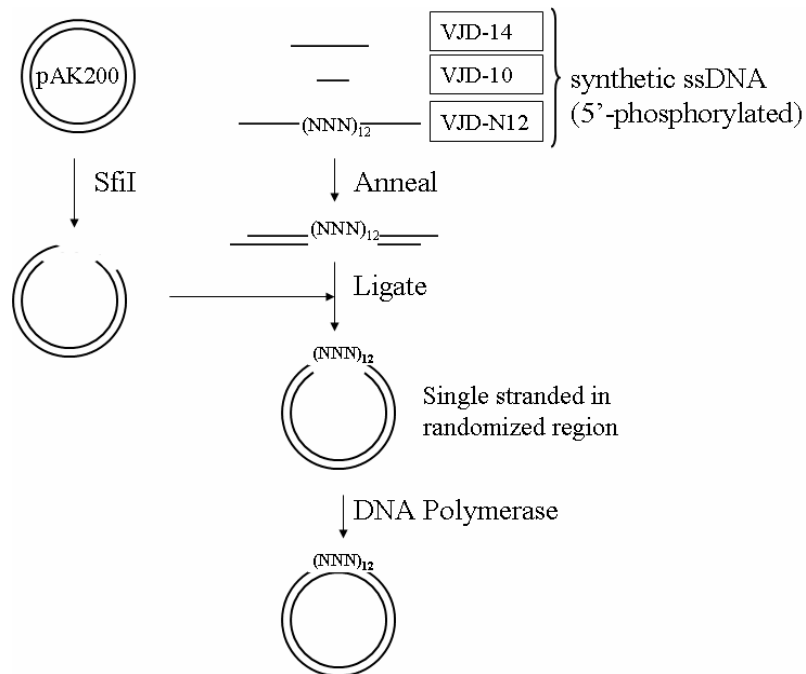 pAK200
VJD-14
VJD-10
(NNN)12
VJD-N12
synthetic ssDNA
(5’-phosphorylated)
SfiI
Anneal
(NNN)12
Ligate
(NNN)12
Single stranded in
randomized region
DNA Polymerase
(NNN)12